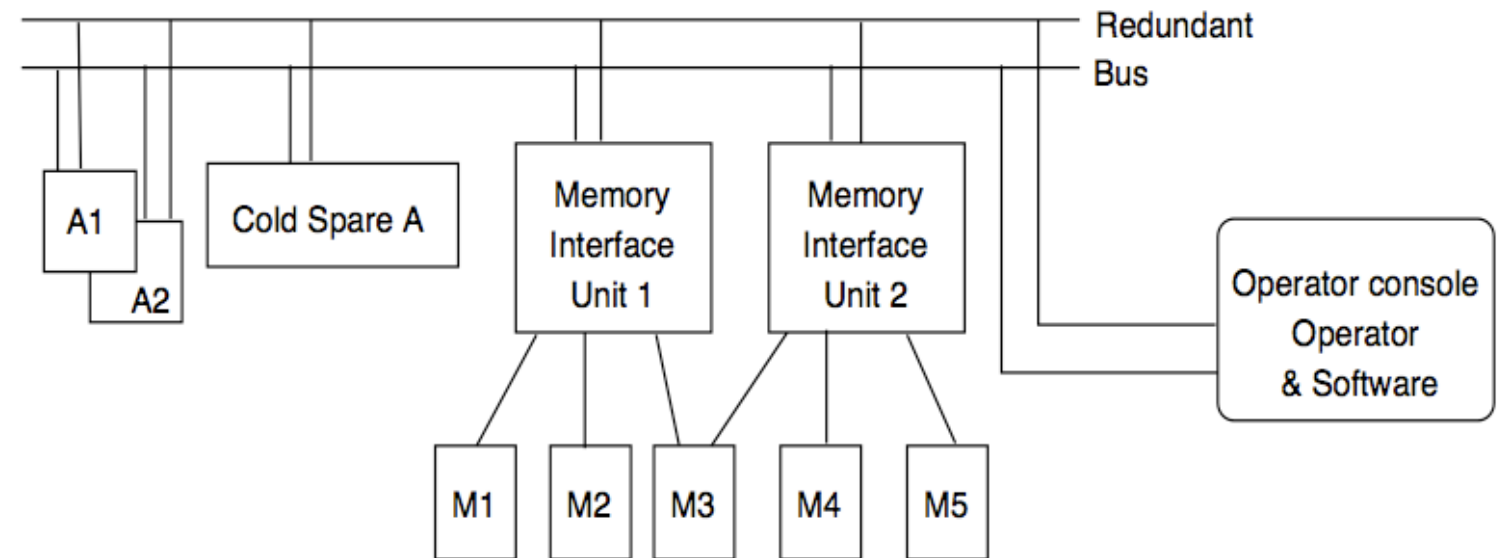 Redundant
Bus
A1
A2
Cold Spare A
Memory
Interface
Unit 1
Memory
Interface
Unit 2
Operator console
Operator
& Software
M1
M2
M3
M4
M5